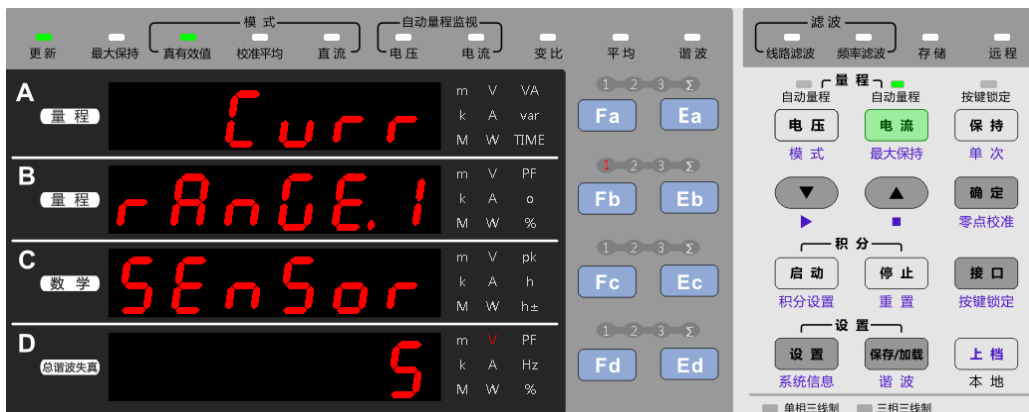 模 式 自动量程监视 滤 波
更 新 最大保持 真有效值 校准平均 直 流 电 压 电 流 变 比 平 均 谐 波 线路滤波 频率滤波 存 储 远 程
A 量 程 Curr m V VA
k A var
M W TIME
1 2 3 Σ
Fa Ea
B 量 程 rAnGE.1 m V PF
k A o
M W %
1 2 3 Σ
Fb Eb
C 数 学 SEnSor m V pk
k A h
M W h±
1 2 3 Σ
Fc Ec
D 总谐波失真 5 m V PF
k A Hz
M W %
1 2 3 Σ
Fd Ed
量 程
自动量程 自动量程 按键锁定
电 压 电 流 保 持
模 式 最大保持 单 次
▼ ▲ 确 定
▶ ■ 零点校准
积 分
启 动 停 止 接 口
积分设置 重 置 按键锁定
设 置
设 置 保存/加载 上 档
系统信息 谐 波 本 地
单相三线制 三相三线制